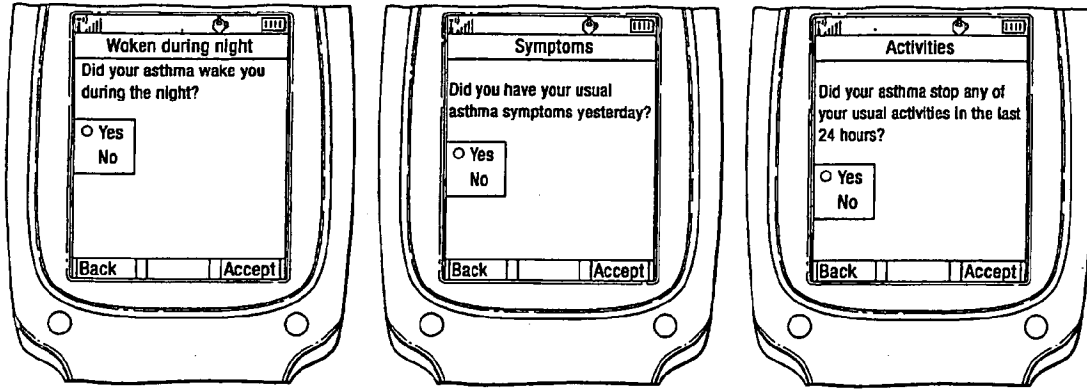 Woken during night
Did your asthma wake you
during the night?
Yes
No
Back
Accept
Symptoms
Did you have your usual
asthma symptoms yesterday?
Yes
No
Back
Accept
Activities
Did your asthma stop any of
your usual activities in the last
24 hours?
Yes
No
Back
Accept